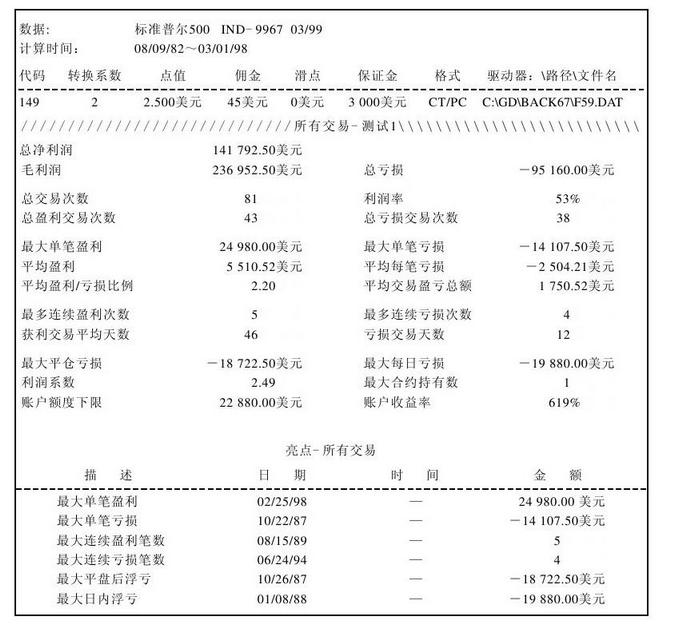 数据: 标准普尔500 IND-9967 03/99
计算时间: 08/09/82～03/01/98
代码 转换系数 点值 佣金 滑点 保证金 格式 驱动器：\路径\文件名
149 2 2.500美元 45美元 0美元 3 000美元 CT/PC C:\GD\BACK67\F59.DAT
/////////////////////////////所有交易-测试1\\\\\\\\\\\\\\\\\\\\\\\\\\
总净利润 141 792.50美元
毛利润 236 952.50美元 总亏损 －95 160.00美元
总交易次数 81 利润率 53%
总盈利交易次数 43 总亏损交易次数 38
最大单笔盈利 24 980.00美元 最大单笔亏损 －14 107.50美元
平均盈利 5 510.52美元 平均每笔亏损 －2 504.21美元
平均盈利/亏损比例 2.20 平均交易盈亏总额 1 750.52美元
最多连续盈利次数 5 最多连续亏损次数 4
获利交易平均天数 46 亏损交易天数 12
最大平仓亏损 －18 722.50美元 最大每日亏损 －19 880.00美元
利润系数 2.49 最大合约持有数 1
账户额度下限 22 880.00美元 账户收益率 619%
亮点-所有交易
描 述 日 期 时 间 金 额
最大单笔盈利 02/25/98 — 24 980.00 美元
最大单笔亏损 10/22/87 — －14 107.50美元
最大连续盈利笔数 08/15/89 — 5
最大连续亏损笔数 06/24/94 — 4
最大平盘后浮亏 10/26/87 — －18 722.50美元
最大日内浮亏 01/08/88 — －19 880.00美元